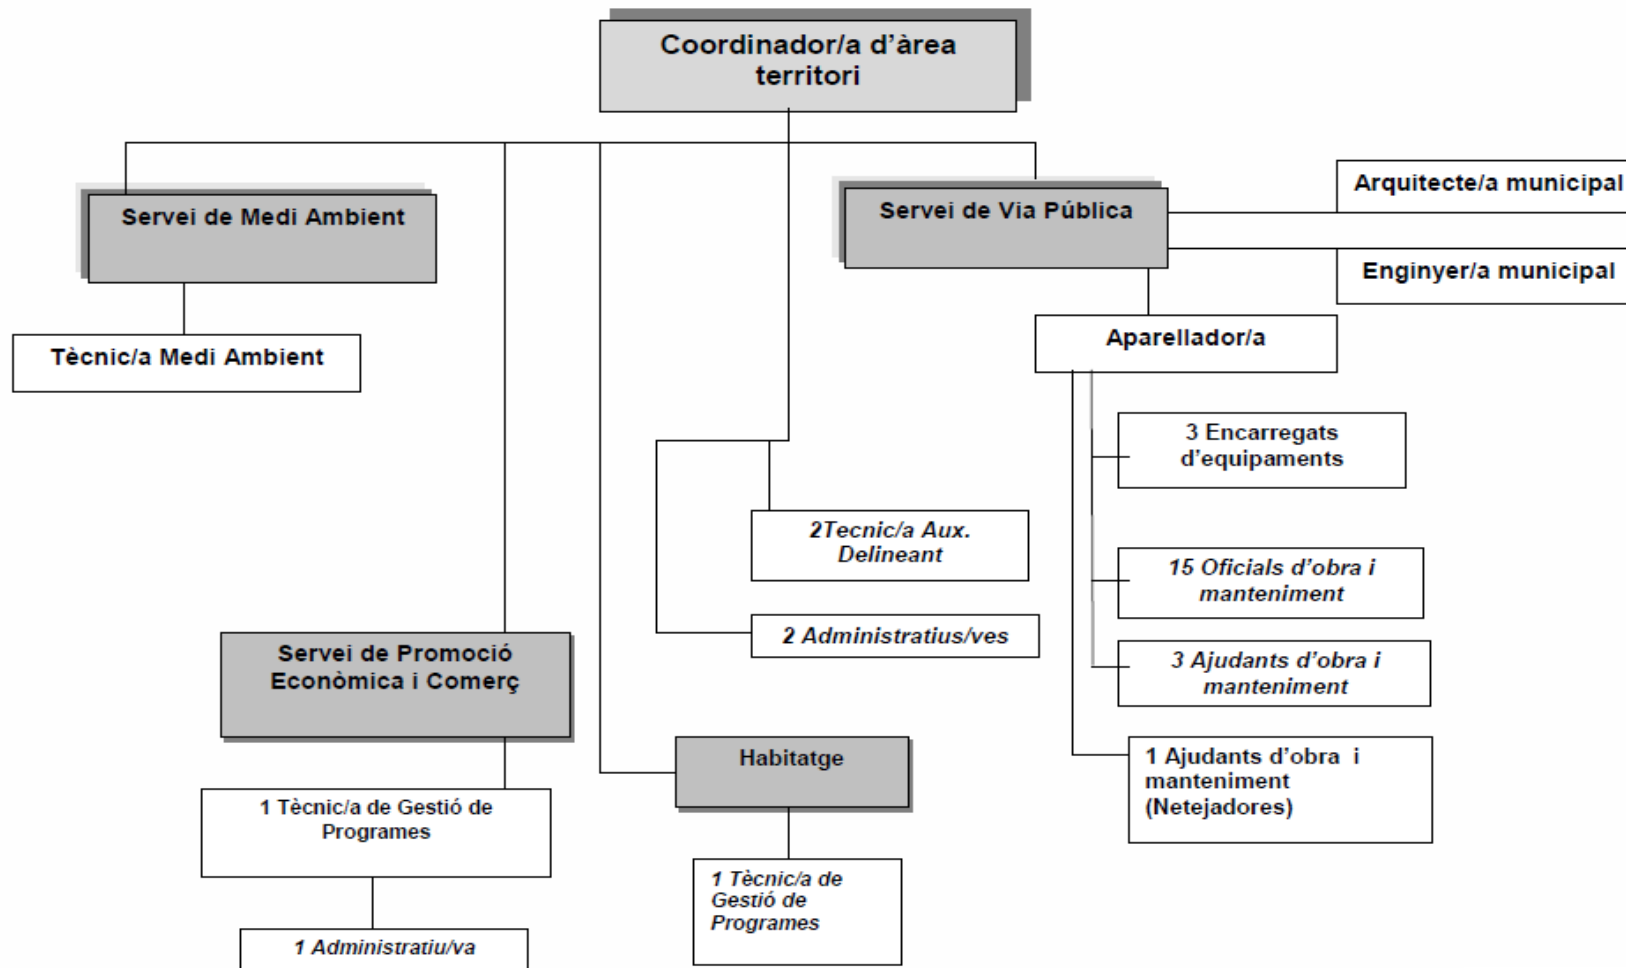 Coordinador/a d'àrea
territori
Servei de Medi Ambient
Tècnic/a Medi Ambient
Servei de Via Pública
Arquitecte/a municipal
Enginyer/a municipal
Aparellador/a
3 Encarregats
d'equipaments
15 Oficials d'obra i
manteniment
3 Ajudants d'obra i
manteniment
1 Ajudants d'obra i
manteniment
(Netejadores)
2Tecnic/a Aux.
Delineant
2 Administratius/ves
Servei de Promoció
Econòmica i Comerç
1 Tècnic/a de Gestió de
Programes
1 Administratiu/va
Habitatge
1 Tècnic/a de
Gestió de
Programes